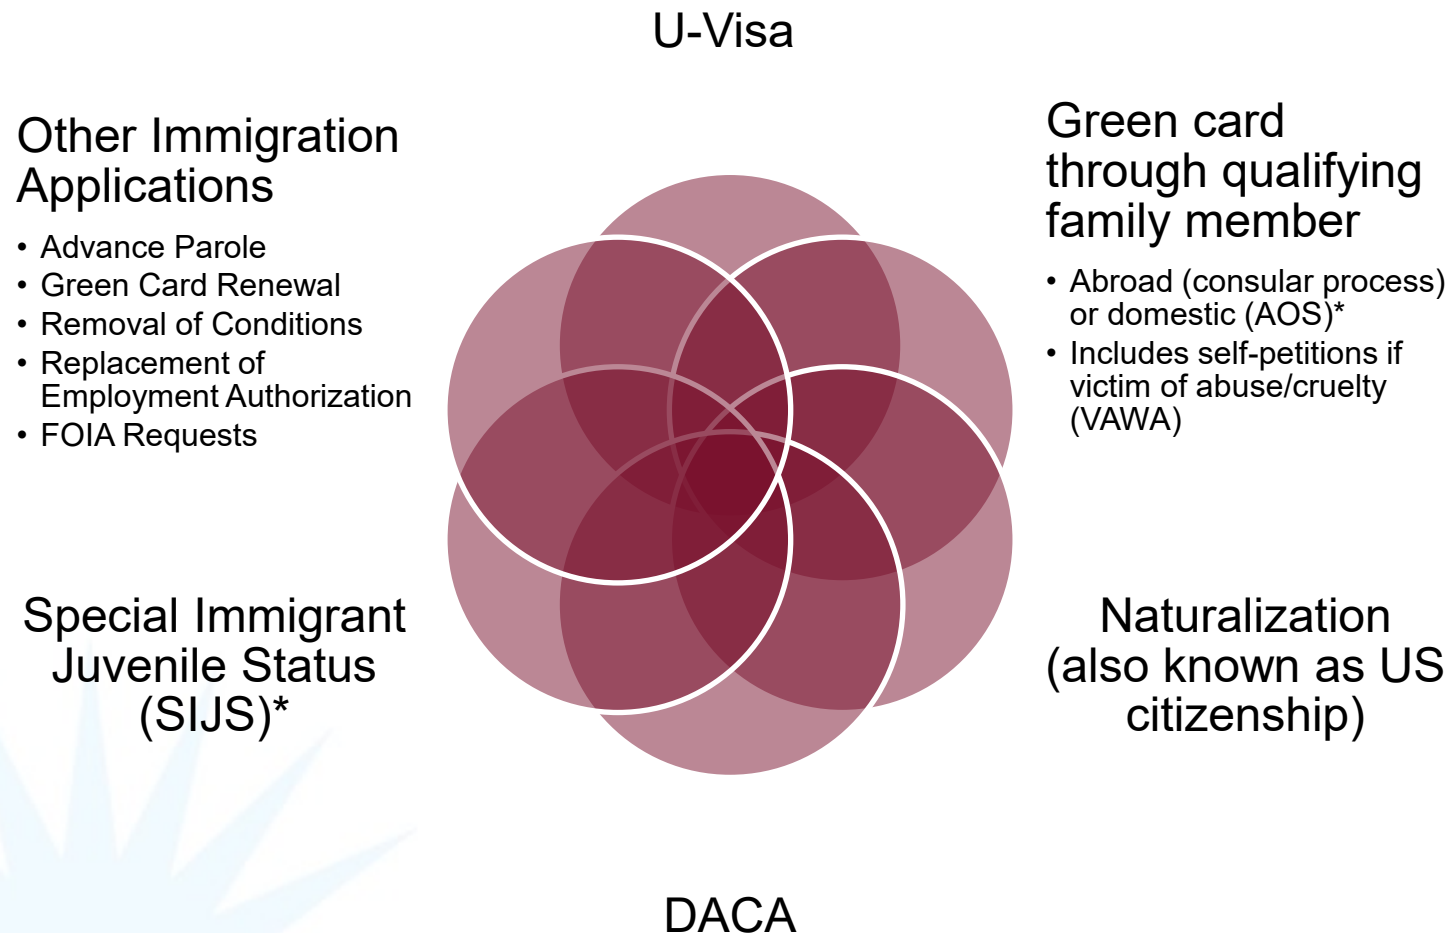 U-Visa
Other Immigration
Applications
• Advance Parole
• Green Card Renewal
• Removal of Conditions
• Replacement of
Employment Authorization
• FOIA Requests
Green card
through qualifying
family member
• Abroad (consular process)
or domestic (AOS)*
• Includes self-petitions if
victim of abuse/cruelty
(VAWA)
Special Immigrant
Juvenile Status
(SIJS)*
Naturalization
(also known as US
citizenship)
DACA